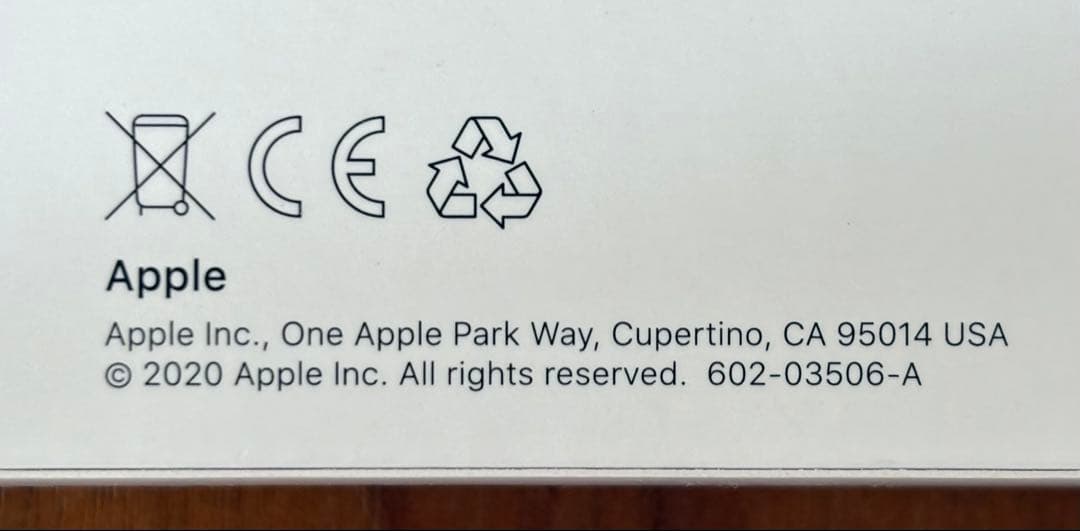 CE
Apple
Apple Inc., One Apple Park Way, Cupertino, CA 95014 USA
© 2020 Apple Inc. All rights reserved. 602-03506-A